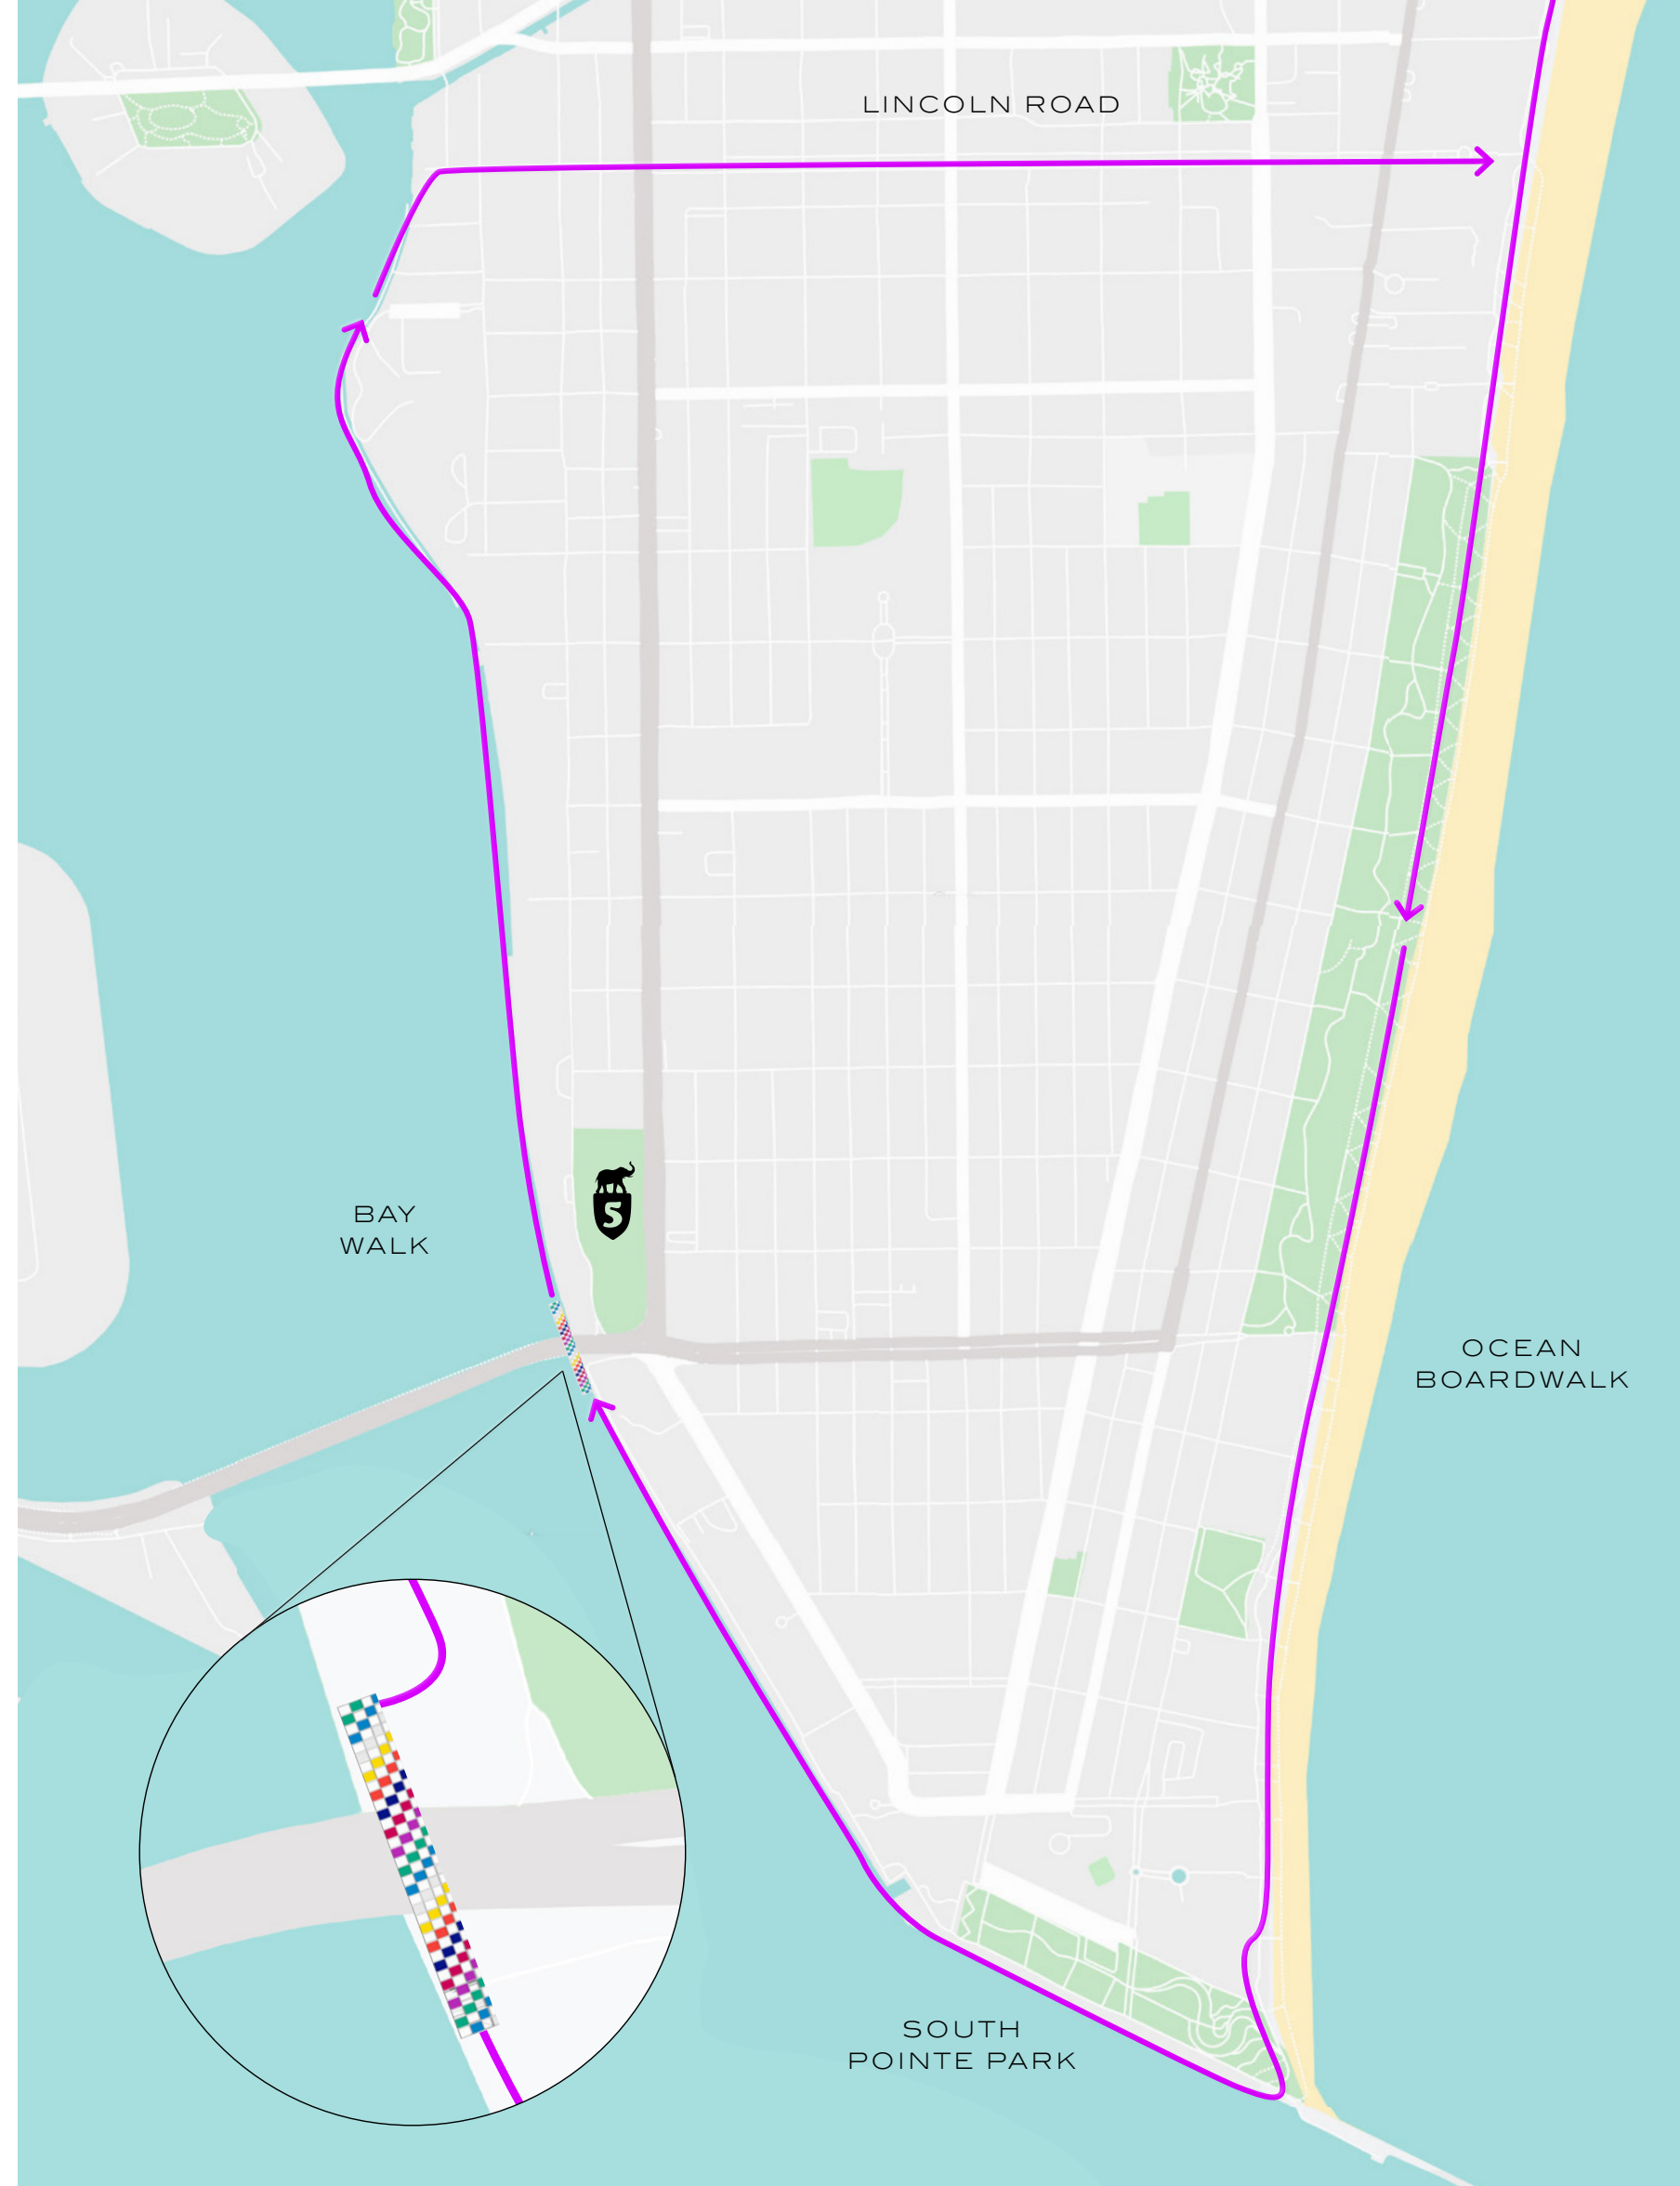 LINCOLN ROAD
BAY
WALK
S
OCEAN
BOARDWALK
SOUTH
POINTE PARK